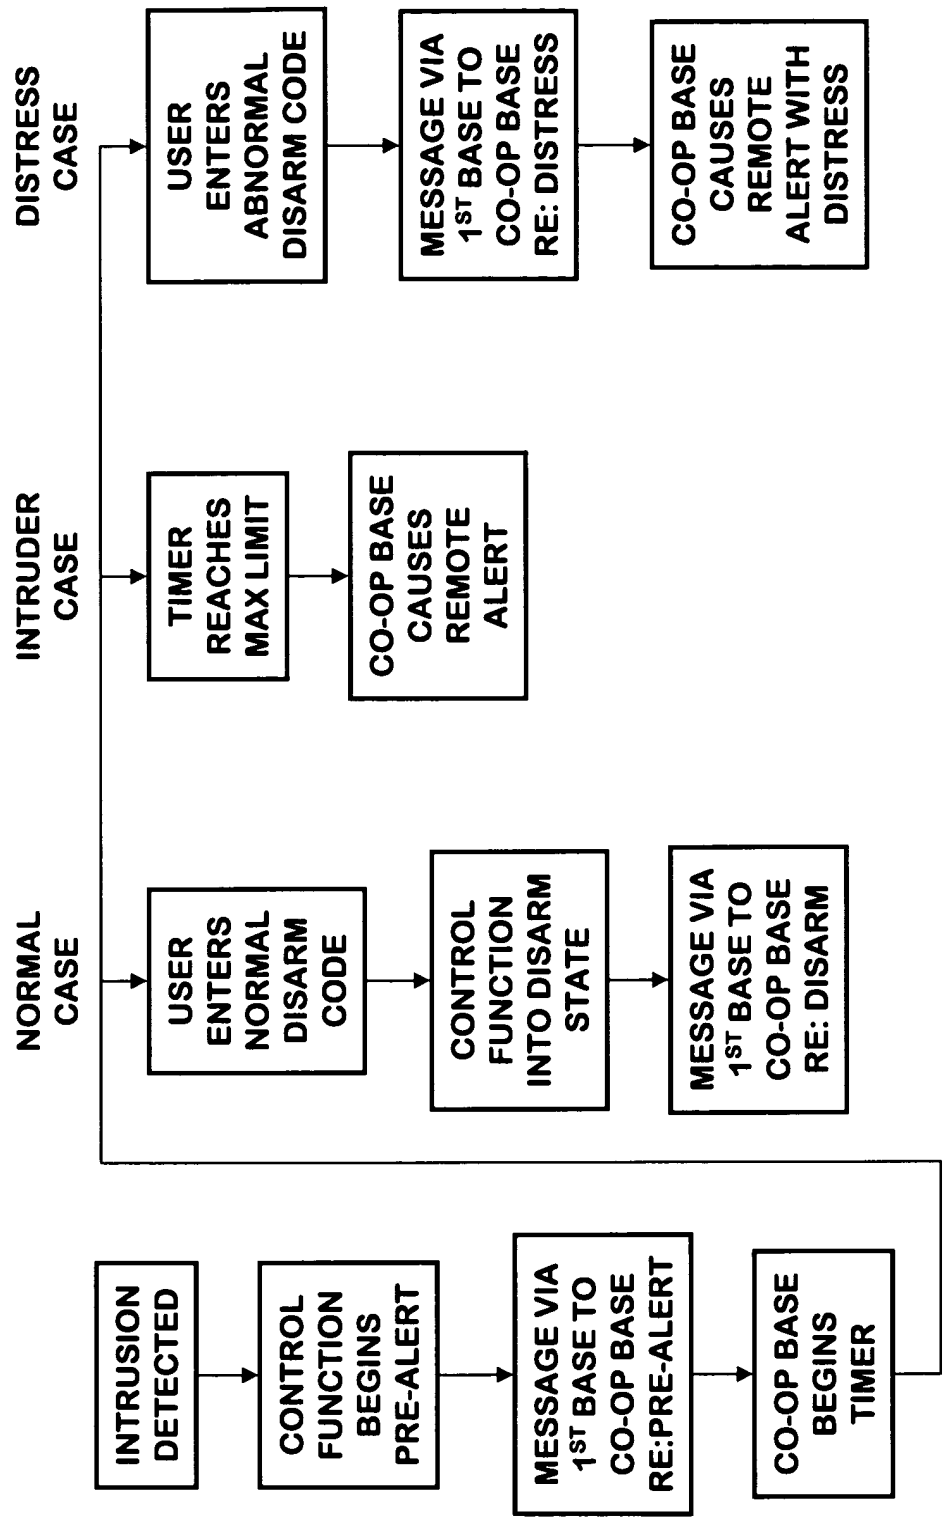 INTRUSION
DETECTED
CONTROL
FUNCTION
BEGINS
PRE-ALERT
MESSAGE VIA
1ST BASE TO
CO-OP BASE
RE:PRE-ALERT
CO-OP BASE
BEGINS
TIMER
NORMAL
CASE
USER
ENTERS
NORMAL
DISARM
CODE
CONTROL
FUNCTION
INTO DISARM
STATE
MESSAGE VIA
1ST BASE TO
CO-OP BASE
RE: DISARM
INTRUDER
CASE
TIMER
REACHES
MAX LIMIT
CO-OP BASE
CAUSES
REMOTE
ALERT
DISTRESS
CASE
USER
ENTERS
ABNORMAL
DISARM CODE
MESSAGE VIA
1ST BASE TO
CO-OP BASE
RE: DISTRESS
CO-OP BASE
CAUSES
REMOTE
ALERT WITH
DISTRESS